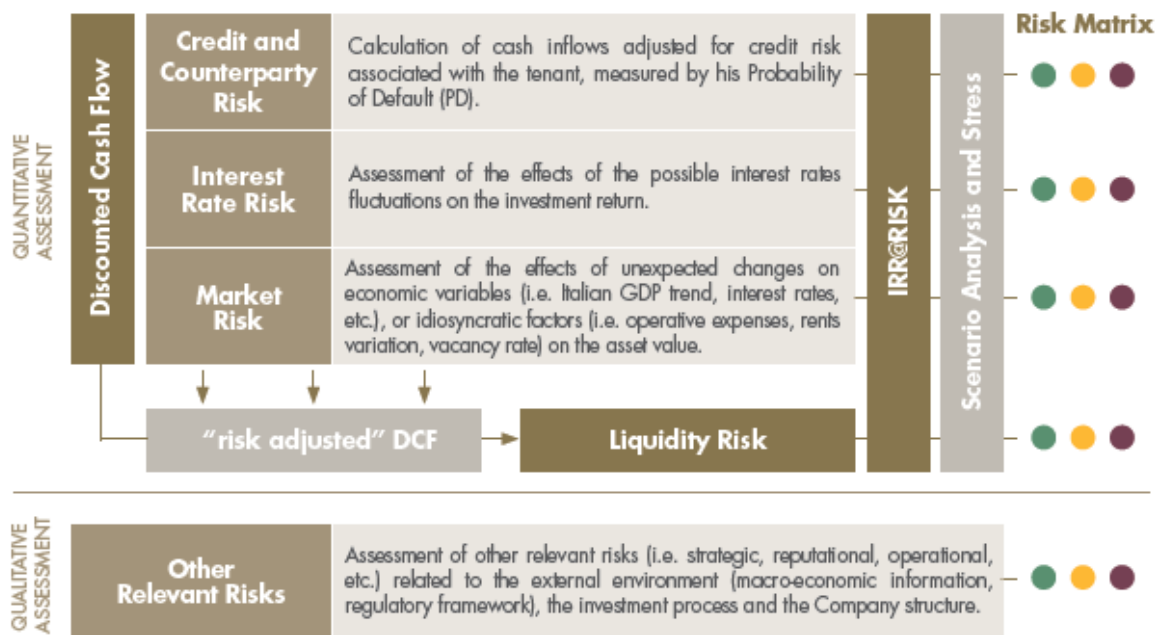 Risk Matrix
QUANTITATIVE
ASSESSMENT
Discounted Cash Flow
Credit and
Counterparty
Risk
Calculation of cash inflows adjusted for credit risk
associated with the tenant, measured by his Probability
of Default (PD).
Interest
Rate Risk
Assessment of the effects of the possible interest rates
fluctuations on the investment return.
Market
Risk
Assessment of the effects of unexpected changes on
economic variables (i.e. Italian GDP trend, interest rates,
etc.), or idiosyncratic factors (i.e. operative expenses, rents
variation, vacancy rate) on the asset value.
IRR@RISK
Scenario Analysis and Stress
“risk adjusted” DCF
Liquidity Risk
QUALITATIVE
ASSESSMENT
Other
Relevant Risks
Assessment of other relevant risks (i.e. strategic, reputational, operational,
etc.) related to the external environment (macro-economic information,
regulatory framework), the investment process and the Company structure.